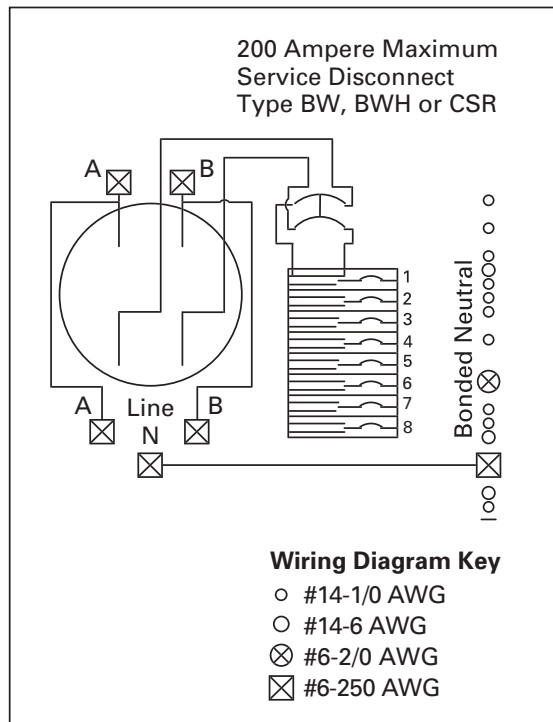 200 Ampere Maximum
Service Disconnect
Type BW, BWH or CSR
A
B
1
2
3
4
5
6
7
8
Bonded Neutral
A
Line
B
N
Wiring Diagram Key
#14-1/0 AWG
#14-6 AWG
#6-2/0 AWG
#6-250 AWG